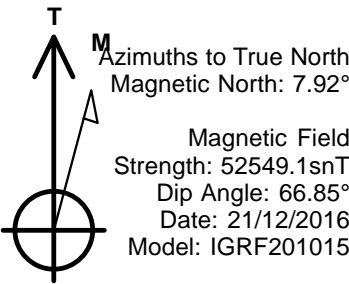 T
M
Azimuths to True North
Magnetic North: 7.92°
Magnetic Field
Strength: 52549.1snT
Dip Angle: 66.85°
Date: 21/12/2016
Model: IGRF201015